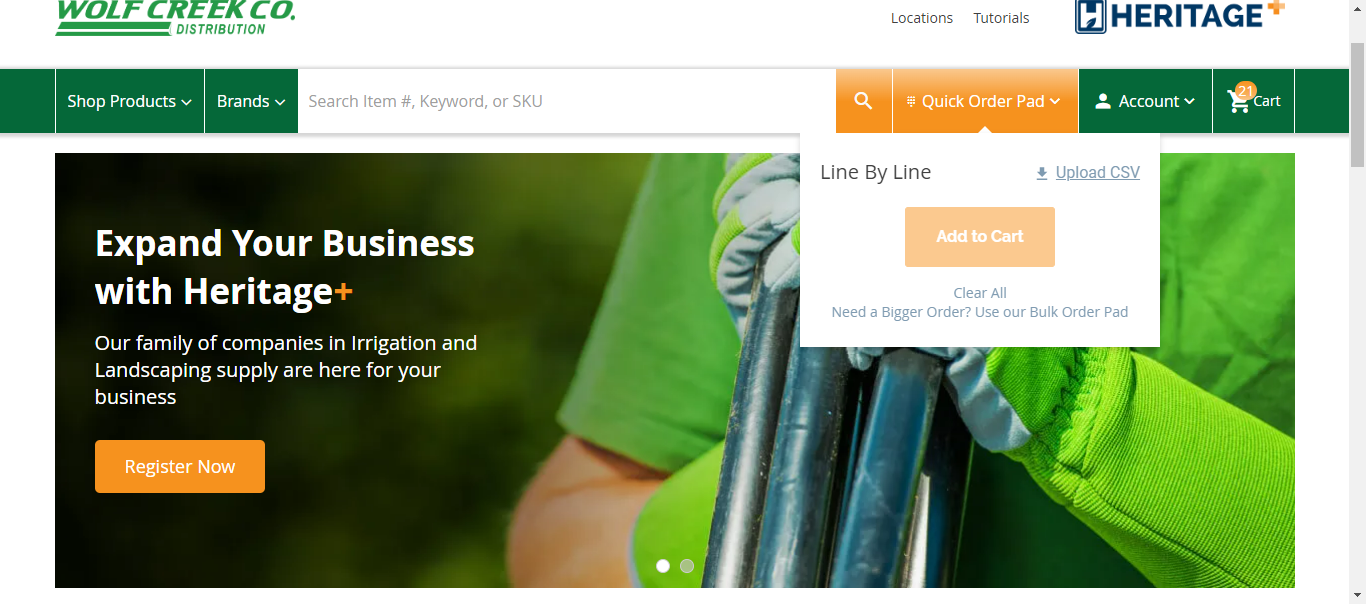 WOLF CREEK CO.
DISTRIBUTION
Locations
Tutorials
HERITAGE+
Shop Products
Brands
Search Item #, Keyword, or SKU
Quick Order Pad
Account
21
Cart
Line By Line
Upload CSV
Add to Cart
Clear All
Need a Bigger Order? Use our Bulk Order Pad
Expand Your Business
with Heritage+
Our family of companies in Irrigation and
Landscaping supply are here for your
business
Register Now